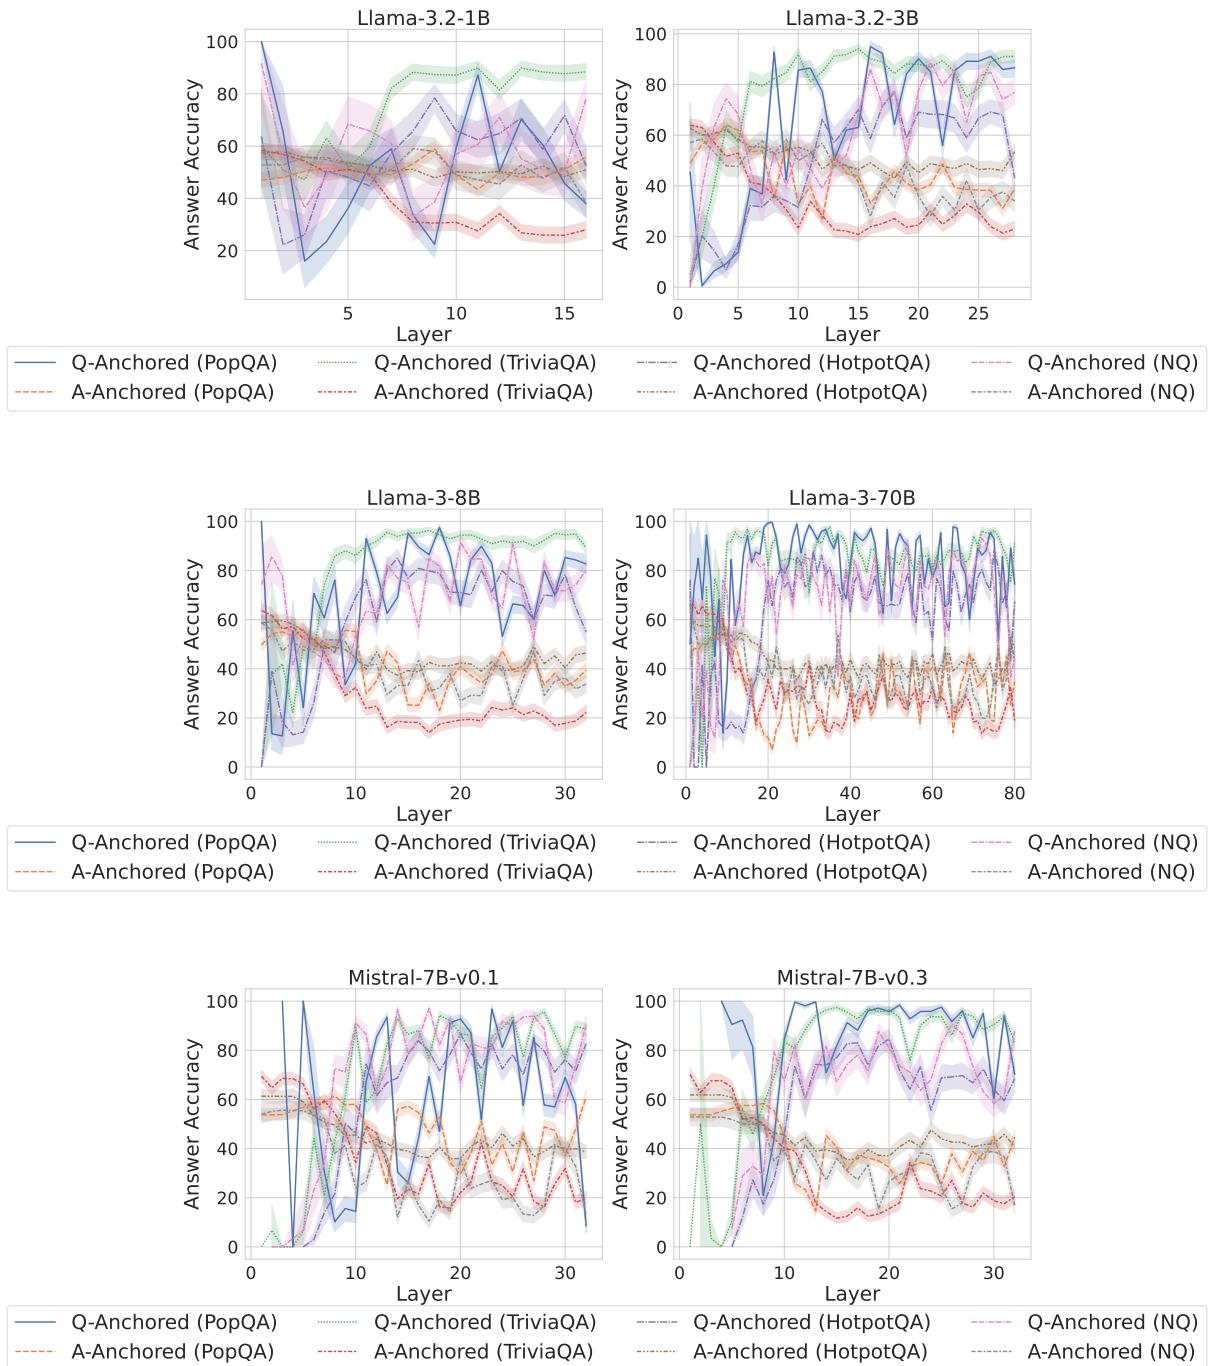 Llama-3.2-1B
Llama-3.2-3B
Answer Accuracy
100
80
60
40
20
5
10
15
Layer
Answer Accuracy
100
80
60
40
20
0
0
5
10
15
20
25
Layer
Q-Anchored (PopQA)
Q-Anchored (TriviaQA)
Q-Anchored (HotpotQA)
Q-Anchored (NQ)
A-Anchored (PopQA)
A-Anchored (TriviaQA)
A-Anchored (HotpotQA)
A-Anchored (NQ)
Llama-3-8B
Llama-3-70B
Answer Accuracy
100
80
60
40
20
0
0
10
20
30
Layer
Answer Accuracy
100
80
60
40
20
0
0
20
40
60
80
Layer
Q-Anchored (PopQA)
Q-Anchored (TriviaQA)
Q-Anchored (HotpotQA)
Q-Anchored (NQ)
A-Anchored (PopQA)
A-Anchored (TriviaQA)
A-Anchored (HotpotQA)
A-Anchored (NQ)
Mistral-7B-v0.1
Mistral-7B-v0.3
Answer Accuracy
100
80
60
40
20
0
0
10
20
30
Layer
Answer Accuracy
100
80
60
40
20
0
0
10
20
30
Layer
Q-Anchored (PopQA)
Q-Anchored (TriviaQA)
Q-Anchored (HotpotQA)
Q-Anchored (NQ)
A-Anchored (PopQA)
A-Anchored (TriviaQA)
A-Anchored (HotpotQA)
A-Anchored (NQ)